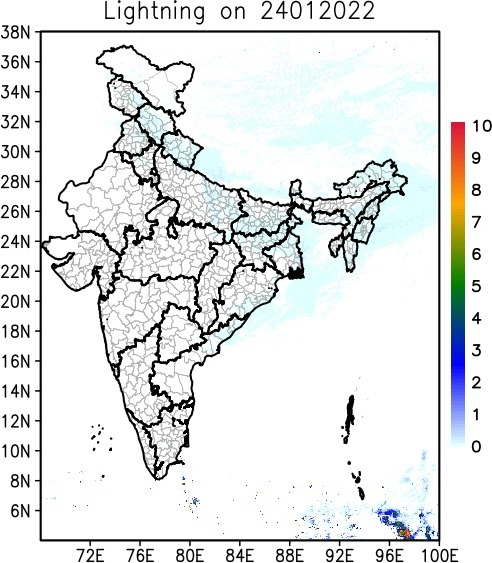 Lightning on 24012022
38N
36N
34N
32N
30N
28N
26N
24N
22N
20N
18N
16N
14N
12N
10N
8N
6N
72E 76E 80E 84E 88E 92E 96E 100E
10
9
8
7
6
5
4
3
2
1
0